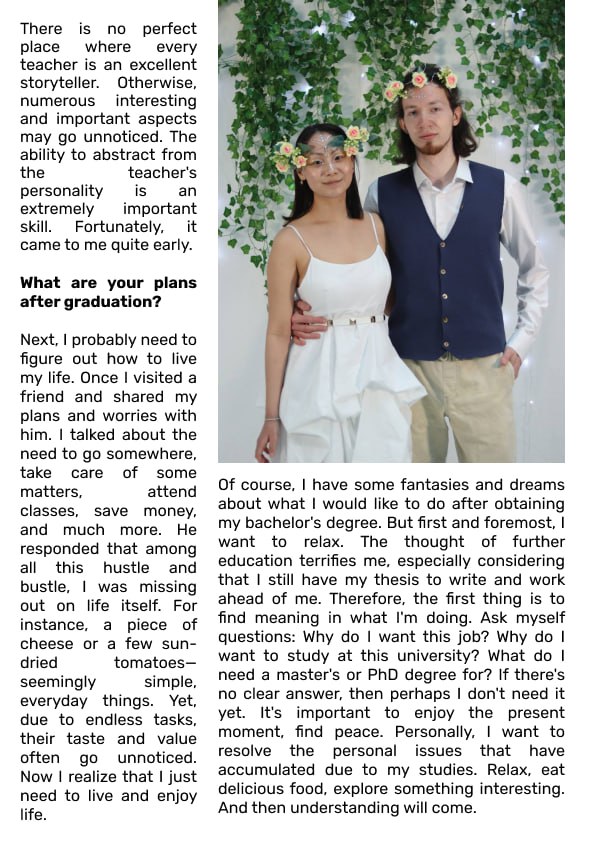 There is no perfect
place where every
teacher is an excellent
storyteller. Otherwise,
numerous interesting
and important aspects
may go unnoticed. The
ability to abstract from
the teacher's
personality is an
extremely important
skill. Fortunately, it
came to me quite early.
What are your plans
after graduation?
Next, I probably need to
figure out how to live
my life. Once I visited a
friend and shared my
plans and worries with
him. I talked about the
need to go somewhere,
take care of some
matters, attend
classes, save money,
and much more. He
responded that among
all this hustle and
bustle, I was missing
out on life itself. For
instance, a piece of
cheese or a few sun-
dried tomatoes—
seemingly simple,
everyday things. Yet,
due to endless tasks,
their taste and value
often go unnoticed.
Now I realize that I just
need to live and enjoy
life.
Of course, I have some fantasies and dreams
about what I would like to do after obtaining
my bachelor's degree. But first and foremost, I
want to relax. The thought of further
education terrifies me, especially considering
that I still have my thesis to write and work
ahead of me. Therefore, the first thing is to
find meaning in what I'm doing. Ask myself
questions: Why do I want this job? Why do I
want to study at this university? What do I
need a master's or PhD degree for? If there's
no clear answer, then perhaps I don't need it
yet. It's important to enjoy the present
moment, find peace. Personally, I want to
resolve the personal issues that have
accumulated due to my studies. Relax, eat
delicious food, explore something interesting.
And then understanding will come.